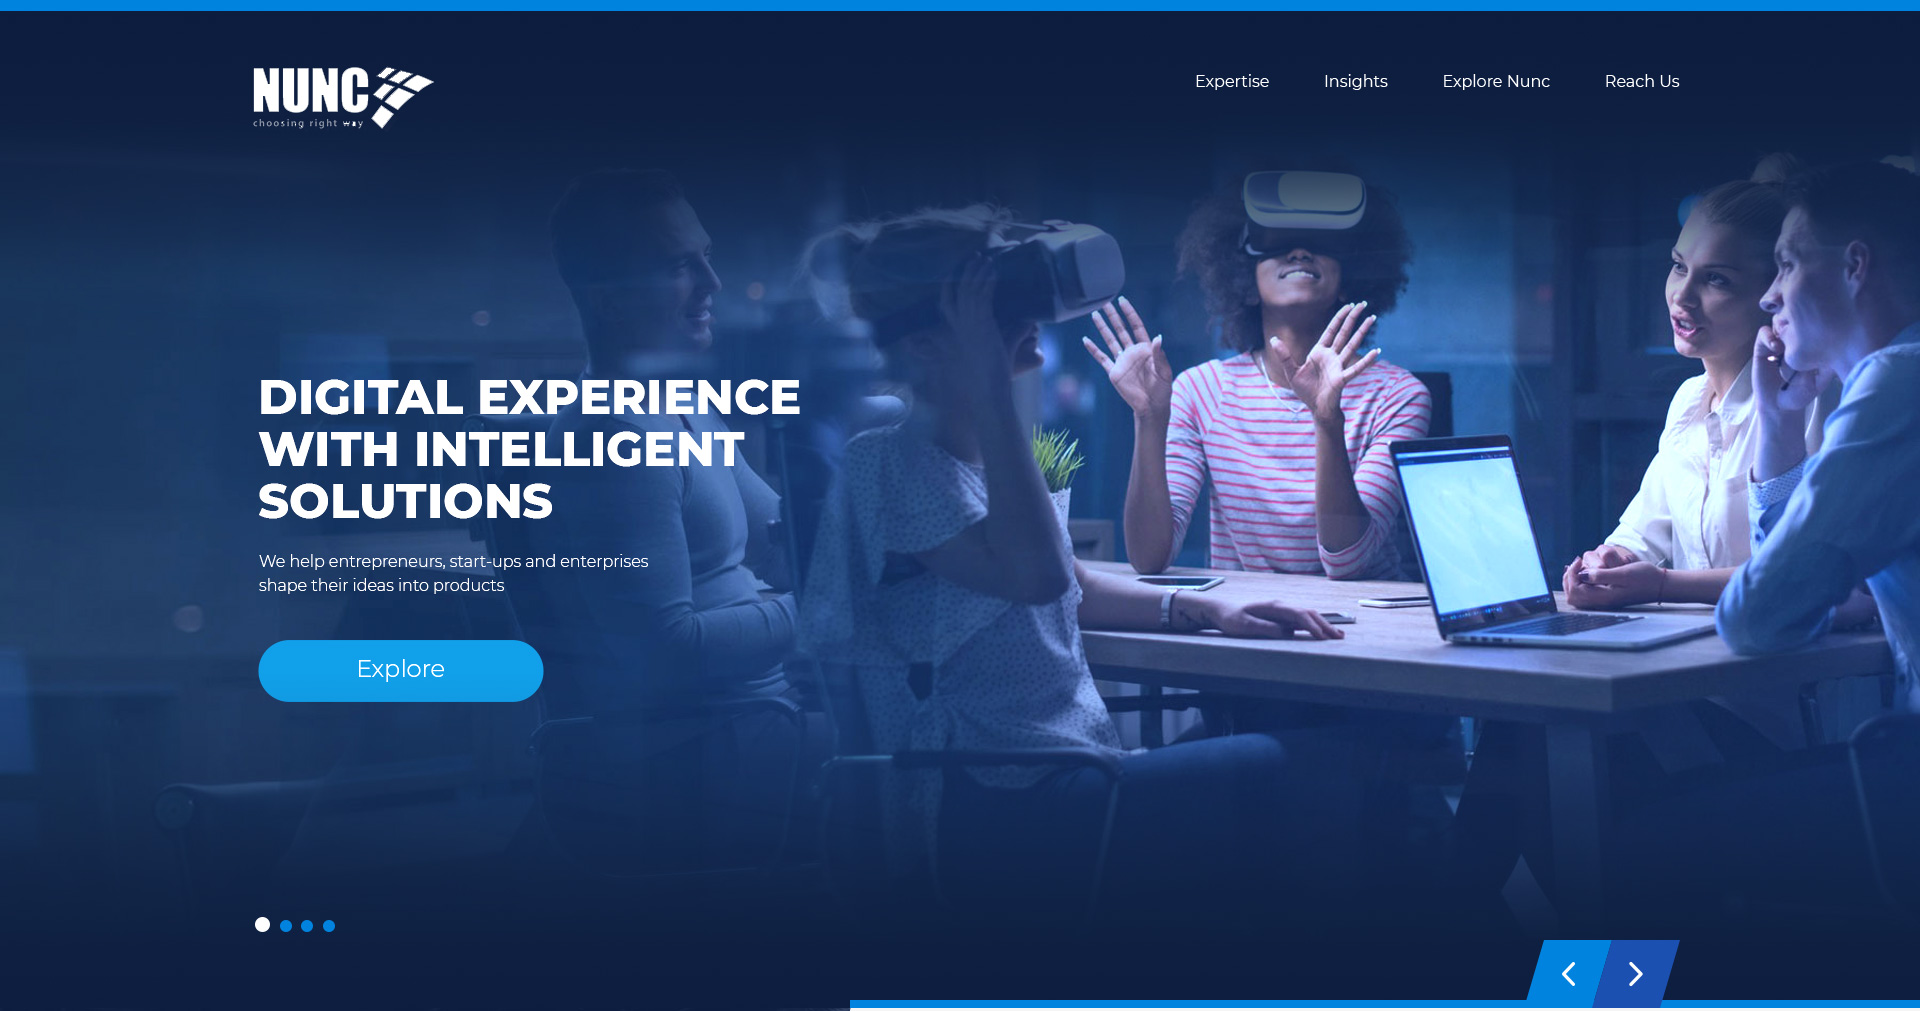 NUNC
choosing right way
Expertise
Insights
Explore Nunc
Reach Us
DIGITAL EXPERIENCE
WITH INTELLIGENT
SOLUTIONS
We help entrepreneurs, start-ups and enterprises
shape their ideas into products
Explore